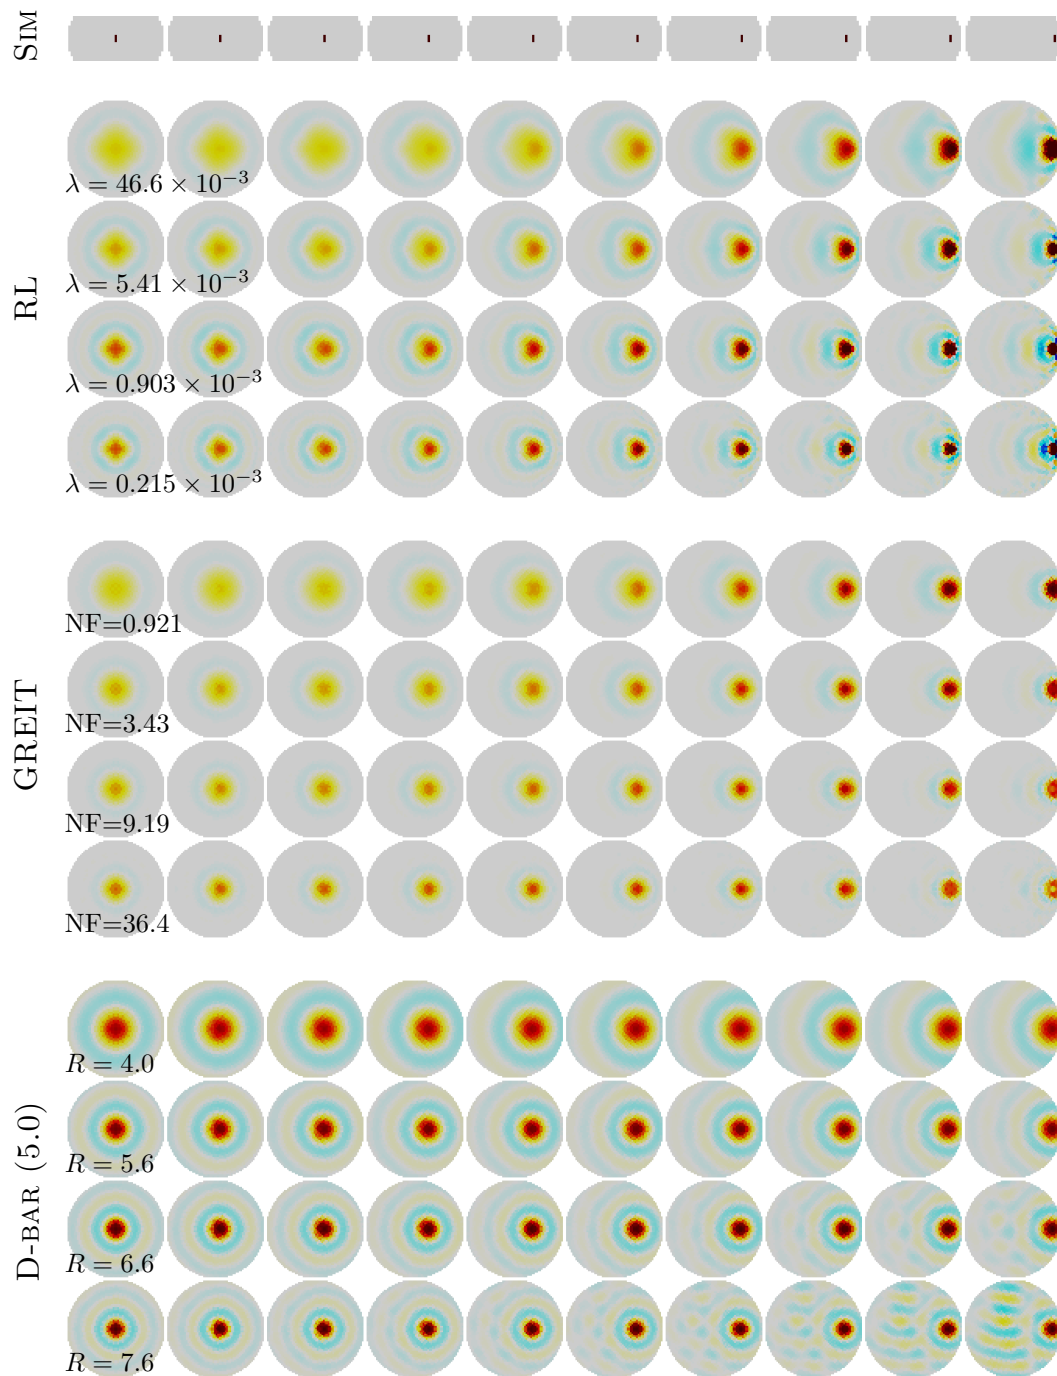 SIM
RL
λ = 46.6 × 10⁻³
λ = 5.41 × 10⁻³
λ = 0.903 × 10⁻³
λ = 0.215 × 10⁻³
GREIT
NF=0.921
NF=3.43
NF=9.19
NF=36.4
D-BAR (5.0)
R = 4.0
R = 5.6
R = 6.6
R = 7.6